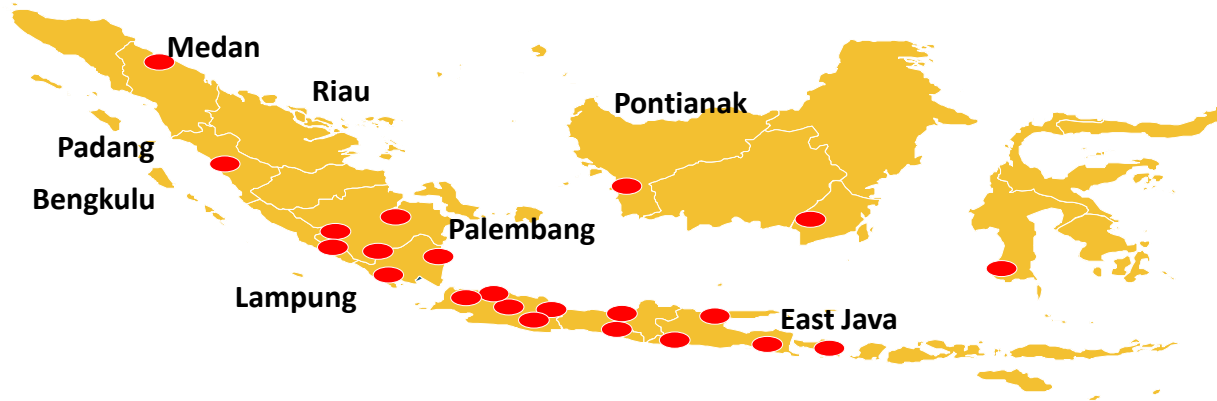 Medan
Riau
Pontianak
Padang
Bengkulu
Palembang
Lampung
East Java